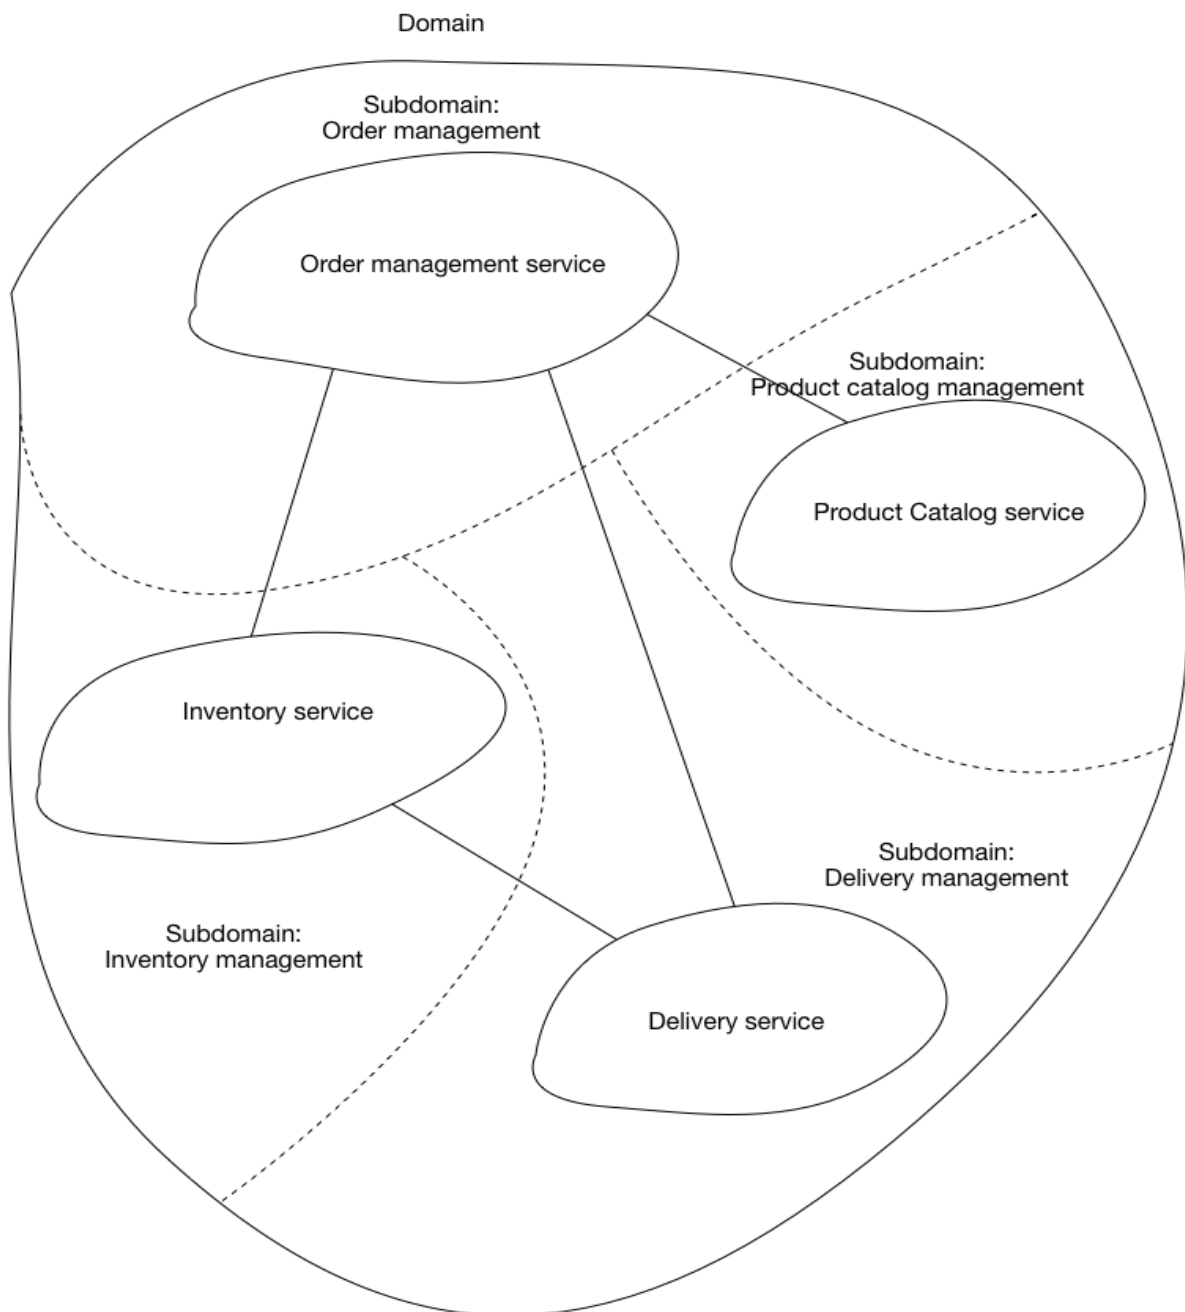 Domain
Subdomain:
Order management
Order management service
Subdomain:
Product catalog management
Product Catalog service
Inventory service
Subdomain:
Delivery management
Subdomain:
Inventory management
Delivery service